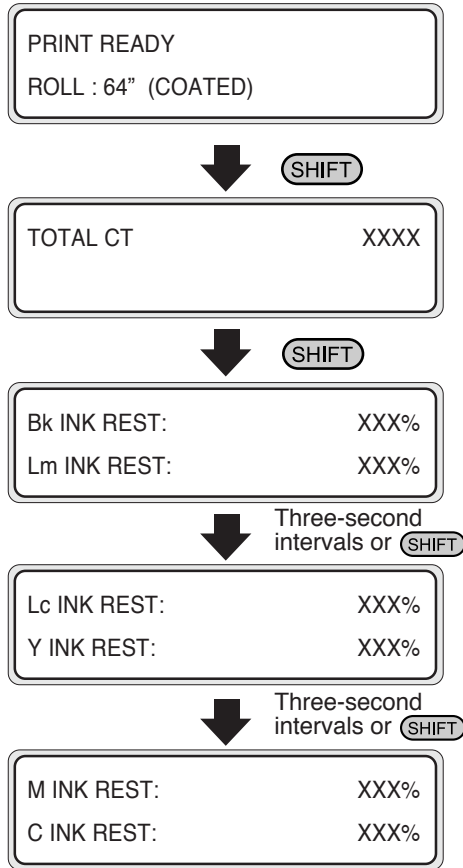 PRINT READY
ROLL : 64” (COATED)
SHIFT
TOTAL CT XXXX
SHIFT
Bk INK REST: XXX%
Lm INK REST: XXX%
Three-second
intervals or SHIFT
Lc INK REST: XXX%
Y INK REST: XXX%
Three-second
intervals or SHIFT
M INK REST: XXX%
C INK REST: XXX%